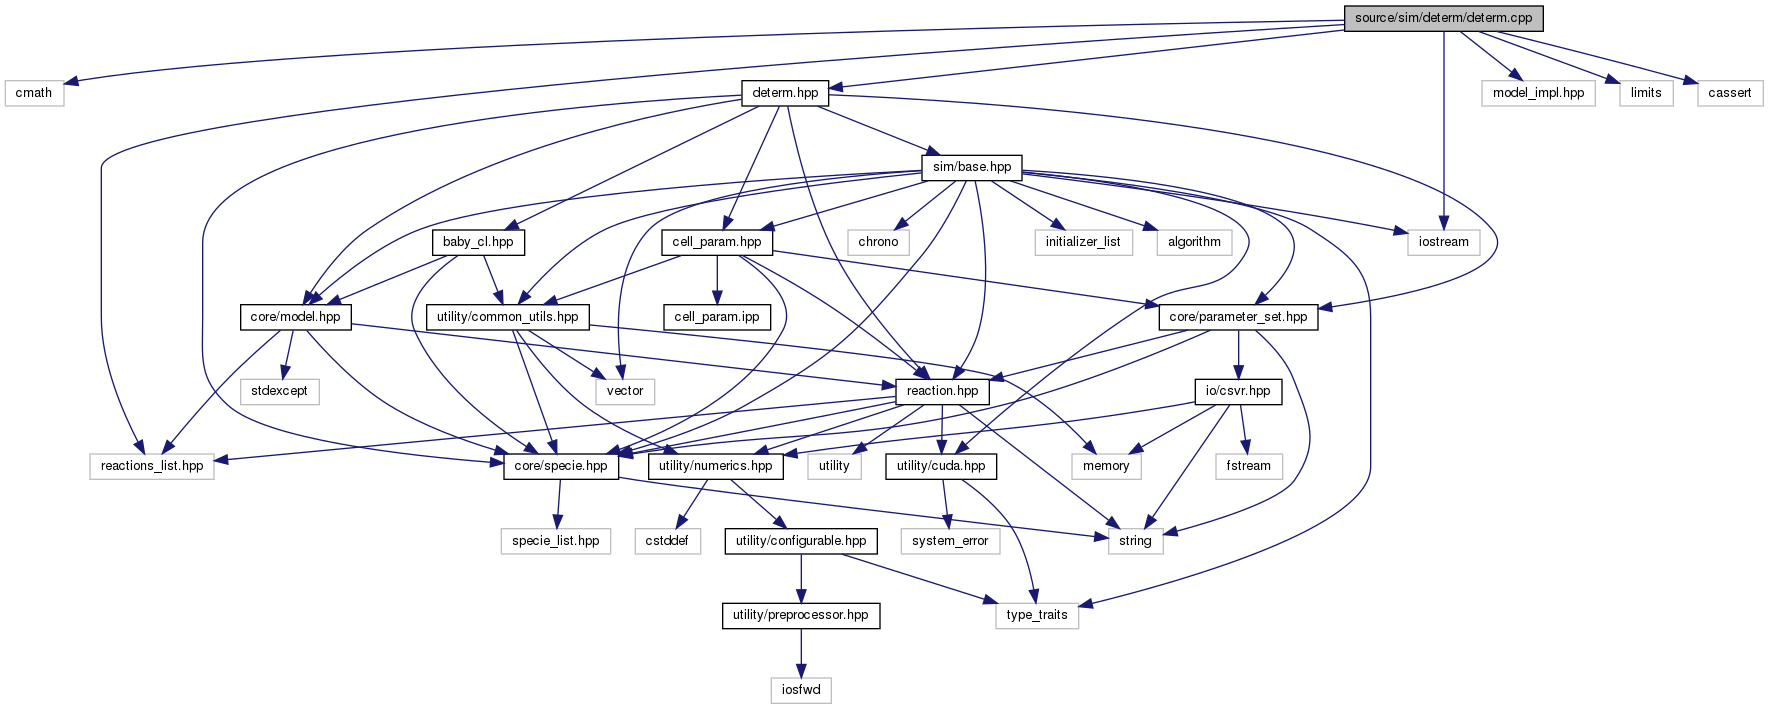 source/sim/determ/determ.cpp
cmath
determ.hpp
model_impl.hpp
limits
cassert
sim/base.hpp
baby_cl.hpp
cell_param.hpp
chrono
initializer_list
algorithm
iostream
core/model.hpp
utility/common_utils.hpp
cell_param.ipp
core/parameter_set.hpp
stdexcept
vector
reaction.hpp
io/csvr.hpp
reactions_list.hpp
core/specie.hpp
utility/numerics.hpp
utility
utility/cuda.hpp
memory
fstream
specie_list.hpp
cstddef
utility/configurable.hpp
system_error
string
utility/preprocessor.hpp
type_traits
iosfwd